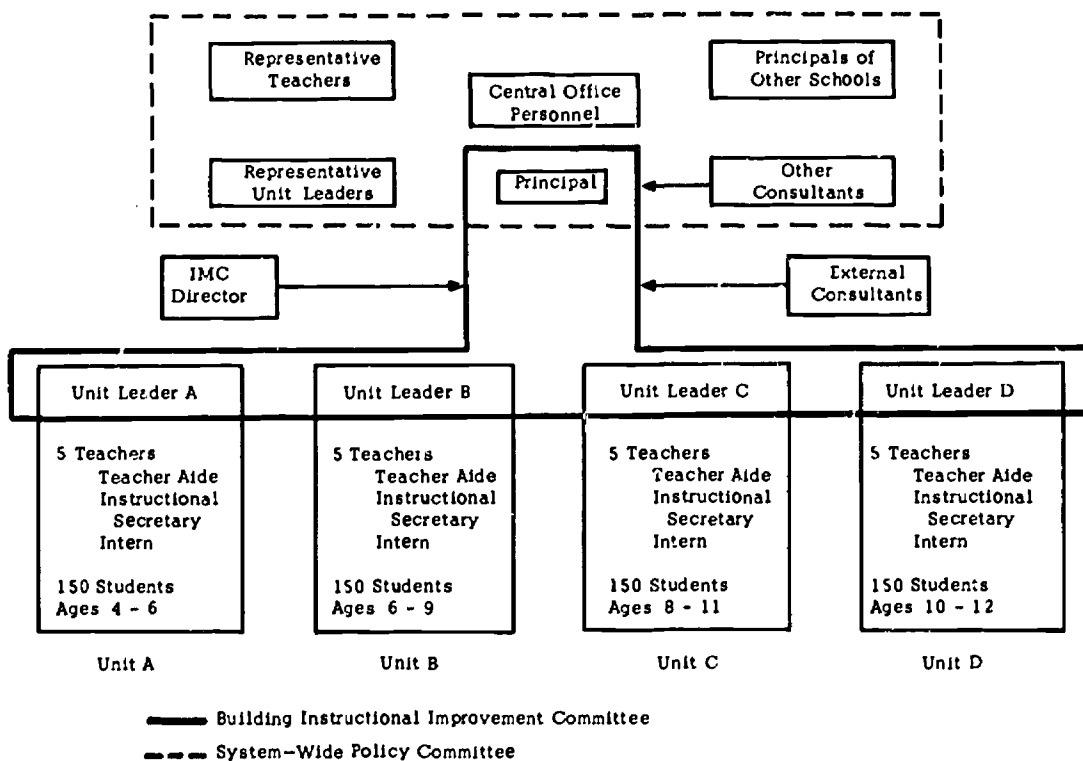 Representative
Teachers
Central Office
Personnel
Principals of
Other Schools
Representative
Unit Leaders
Principal
Other
Consultants
IMC
Director
External
Consultants
Unit Leader A
5 Teachers
Teacher Aide
Instructional
Secretary
Intern
150 Students
Ages 4 - 6
Unit A
Unit Leader B
5 Teachers
Teacher Aide
Instructional
Secretary
Intern
150 Students
Ages 6 - 9
Unit B
Unit Leader C
5 Teachers
Teacher Aide
Instructional
Secretary
Intern
150 Students
Ages 8 - 11
Unit C
Unit Leader D
5 Teachers
Teacher Aide
Instructional
Secretary
Intern
150 Students
Ages 10 - 12
Unit D
Building Instructional Improvement Committee
System-Wide Policy Committee